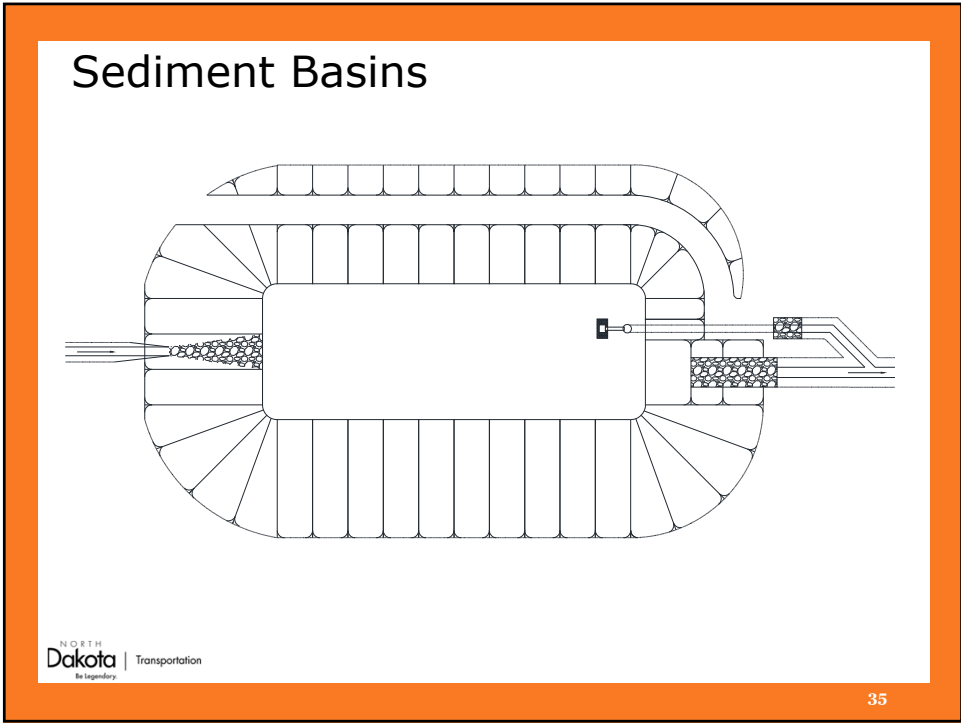 Sediment Basins
NORTH
Dakota | Transportation
Be Legendary.
35